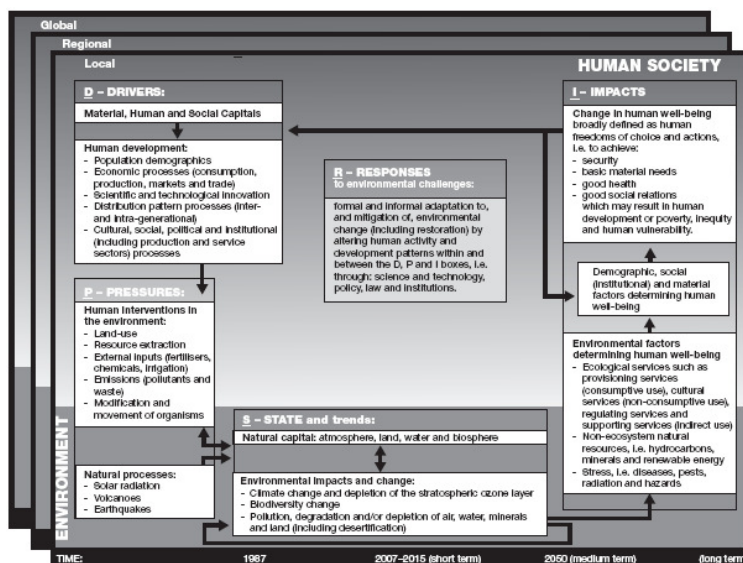 Global
Regional
Local
HUMAN SOCIETY
D – DRIVERS:
Material, Human and Social Capitals
Human development:
- Population demographics
- Economic processes (consumption,
production, markets and trade)
- Scientific and technological innovation
- Distribution pattern processes (inter-
and intra-generational)
- Cultural, social, political and institutional
(including production and service
sectors) processes
P – PRESSURES:
Human interventions in
the environment:
- Land-use
- Resource extraction
- External inputs (fertilisers,
chemicals, irrigation)
- Emissions (pollutants and
waste)
- Modification and
movement of organisms
Natural processes:
- Solar radiation
- Volcanoes
- Earthquakes
R – RESPONSES
to environmental challenges:
formal and informal adaptation to,
and mitigation of, environmental
change (including restoration) by
altering human activity and
development patterns within and
between the D, P and I boxes, i.e.
through: science and technology,
policy, law and institutions.
S – STATE and trends:
Natural capital: atmosphere, land, water and biosphere
Environmental impacts and change:
- Climate change and depletion of the stratospheric ozone layer
- Biodiversity change
- Pollution, degradation and/or depletion of air, water, minerals
and land (including desertification)
I – IMPACTS
Change in human well-being
broadly defined as human
freedoms of choice and actions,
i.e. to achieve:
- security
- basic material needs
- good health
- good social relations
which may result in human
development or poverty, inequity
and human vulnerability.
Demographic, social
(institutional) and material
factors determining human
well-being
Environmental factors
determining human well-being
- Ecological services such as
provisioning services
(consumptive use), cultural
services (non-consumptive use),
regulating services and
supporting services (indirect use)
- Non-ecosystem natural
resources, i.e. hydrocarbons,
minerals and renewable energy
- Stress, i.e. diseases, pests,
radiation and hazards
ENVIRONMENT
TIME: 1987 2007–2015 (short term) 2050 (medium term) (long term